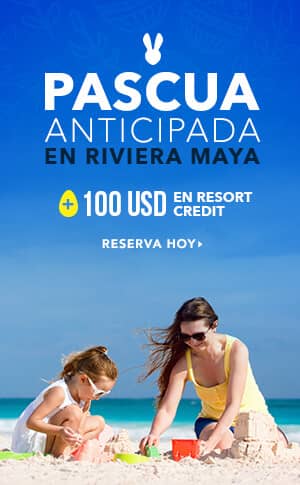 PASCUA
ANTICIPADA
EN RIVIERA MAYA
+ 100 USD EN RESORT
CREDIT
RESERVA HOY